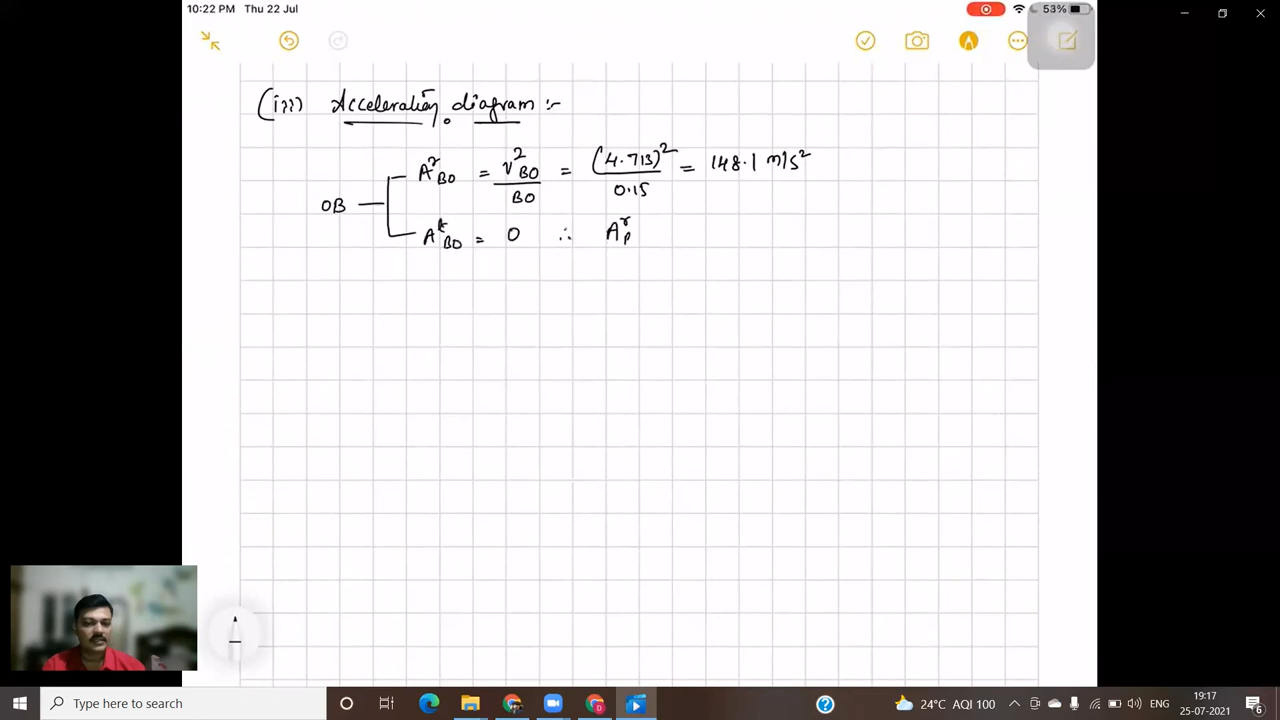 10:22 PM Thu 22 Jul
53%
(iii) Acceleration diagram :-
OB
A^r_BO = V^2_BO / BO = (4.713)^2 / 0.15 = 148.1 m/s^2
A^t_BO = 0 ∴ A^r_P
Type here to search
24°C AQI 100
ENG
19:17
25-07-2021
6